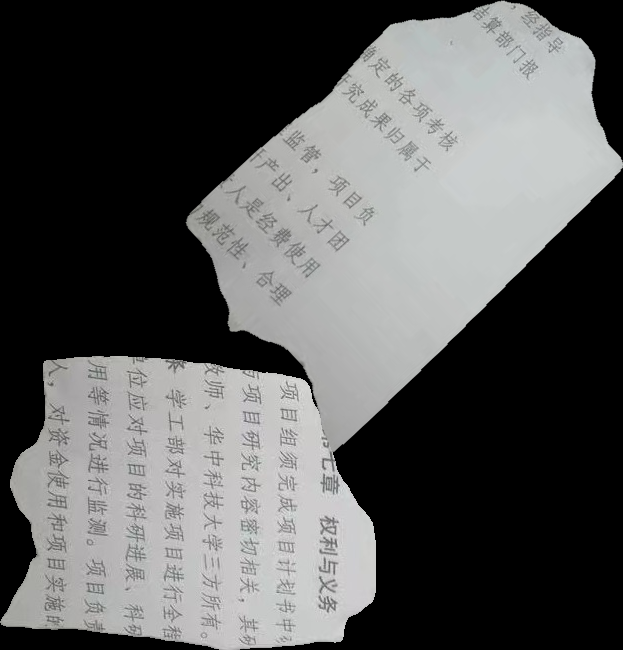 ，经指导
结算部门报
确定的各项考核
研究成果归属于
监管，项目负
产出、人才团
人是经费使用
规范性、合理
七章 权利与义务
项目组须完成项目计划书中
与项目研究内容密切相关，其研
教师、华中科技大学三方所有。
条 学工部对实施项目进行全程
单位应对项目的科研进展、科研
用等情况进行监测。项目负责
人，对资金使用和项目实施的